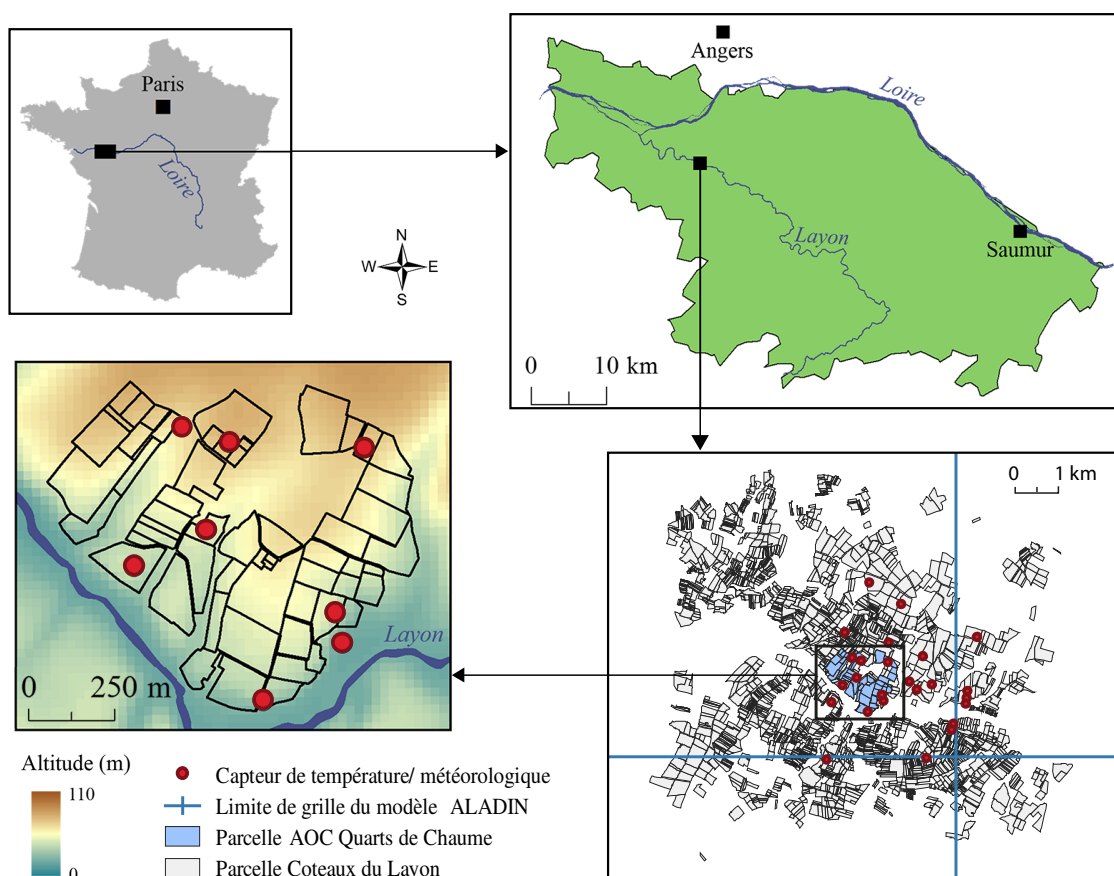 Paris
Loire
N
W E
S
Angers
Loire
Layon
Saumur
0 10 km
Layon
0 250 m
0 1 km
Altitude (m)
110
0
Capteur de température/ météorologique
Limite de grille du modèle ALADIN
Parcelle AOC Quarts de Chaume
Parcelle Coteaux du Layon